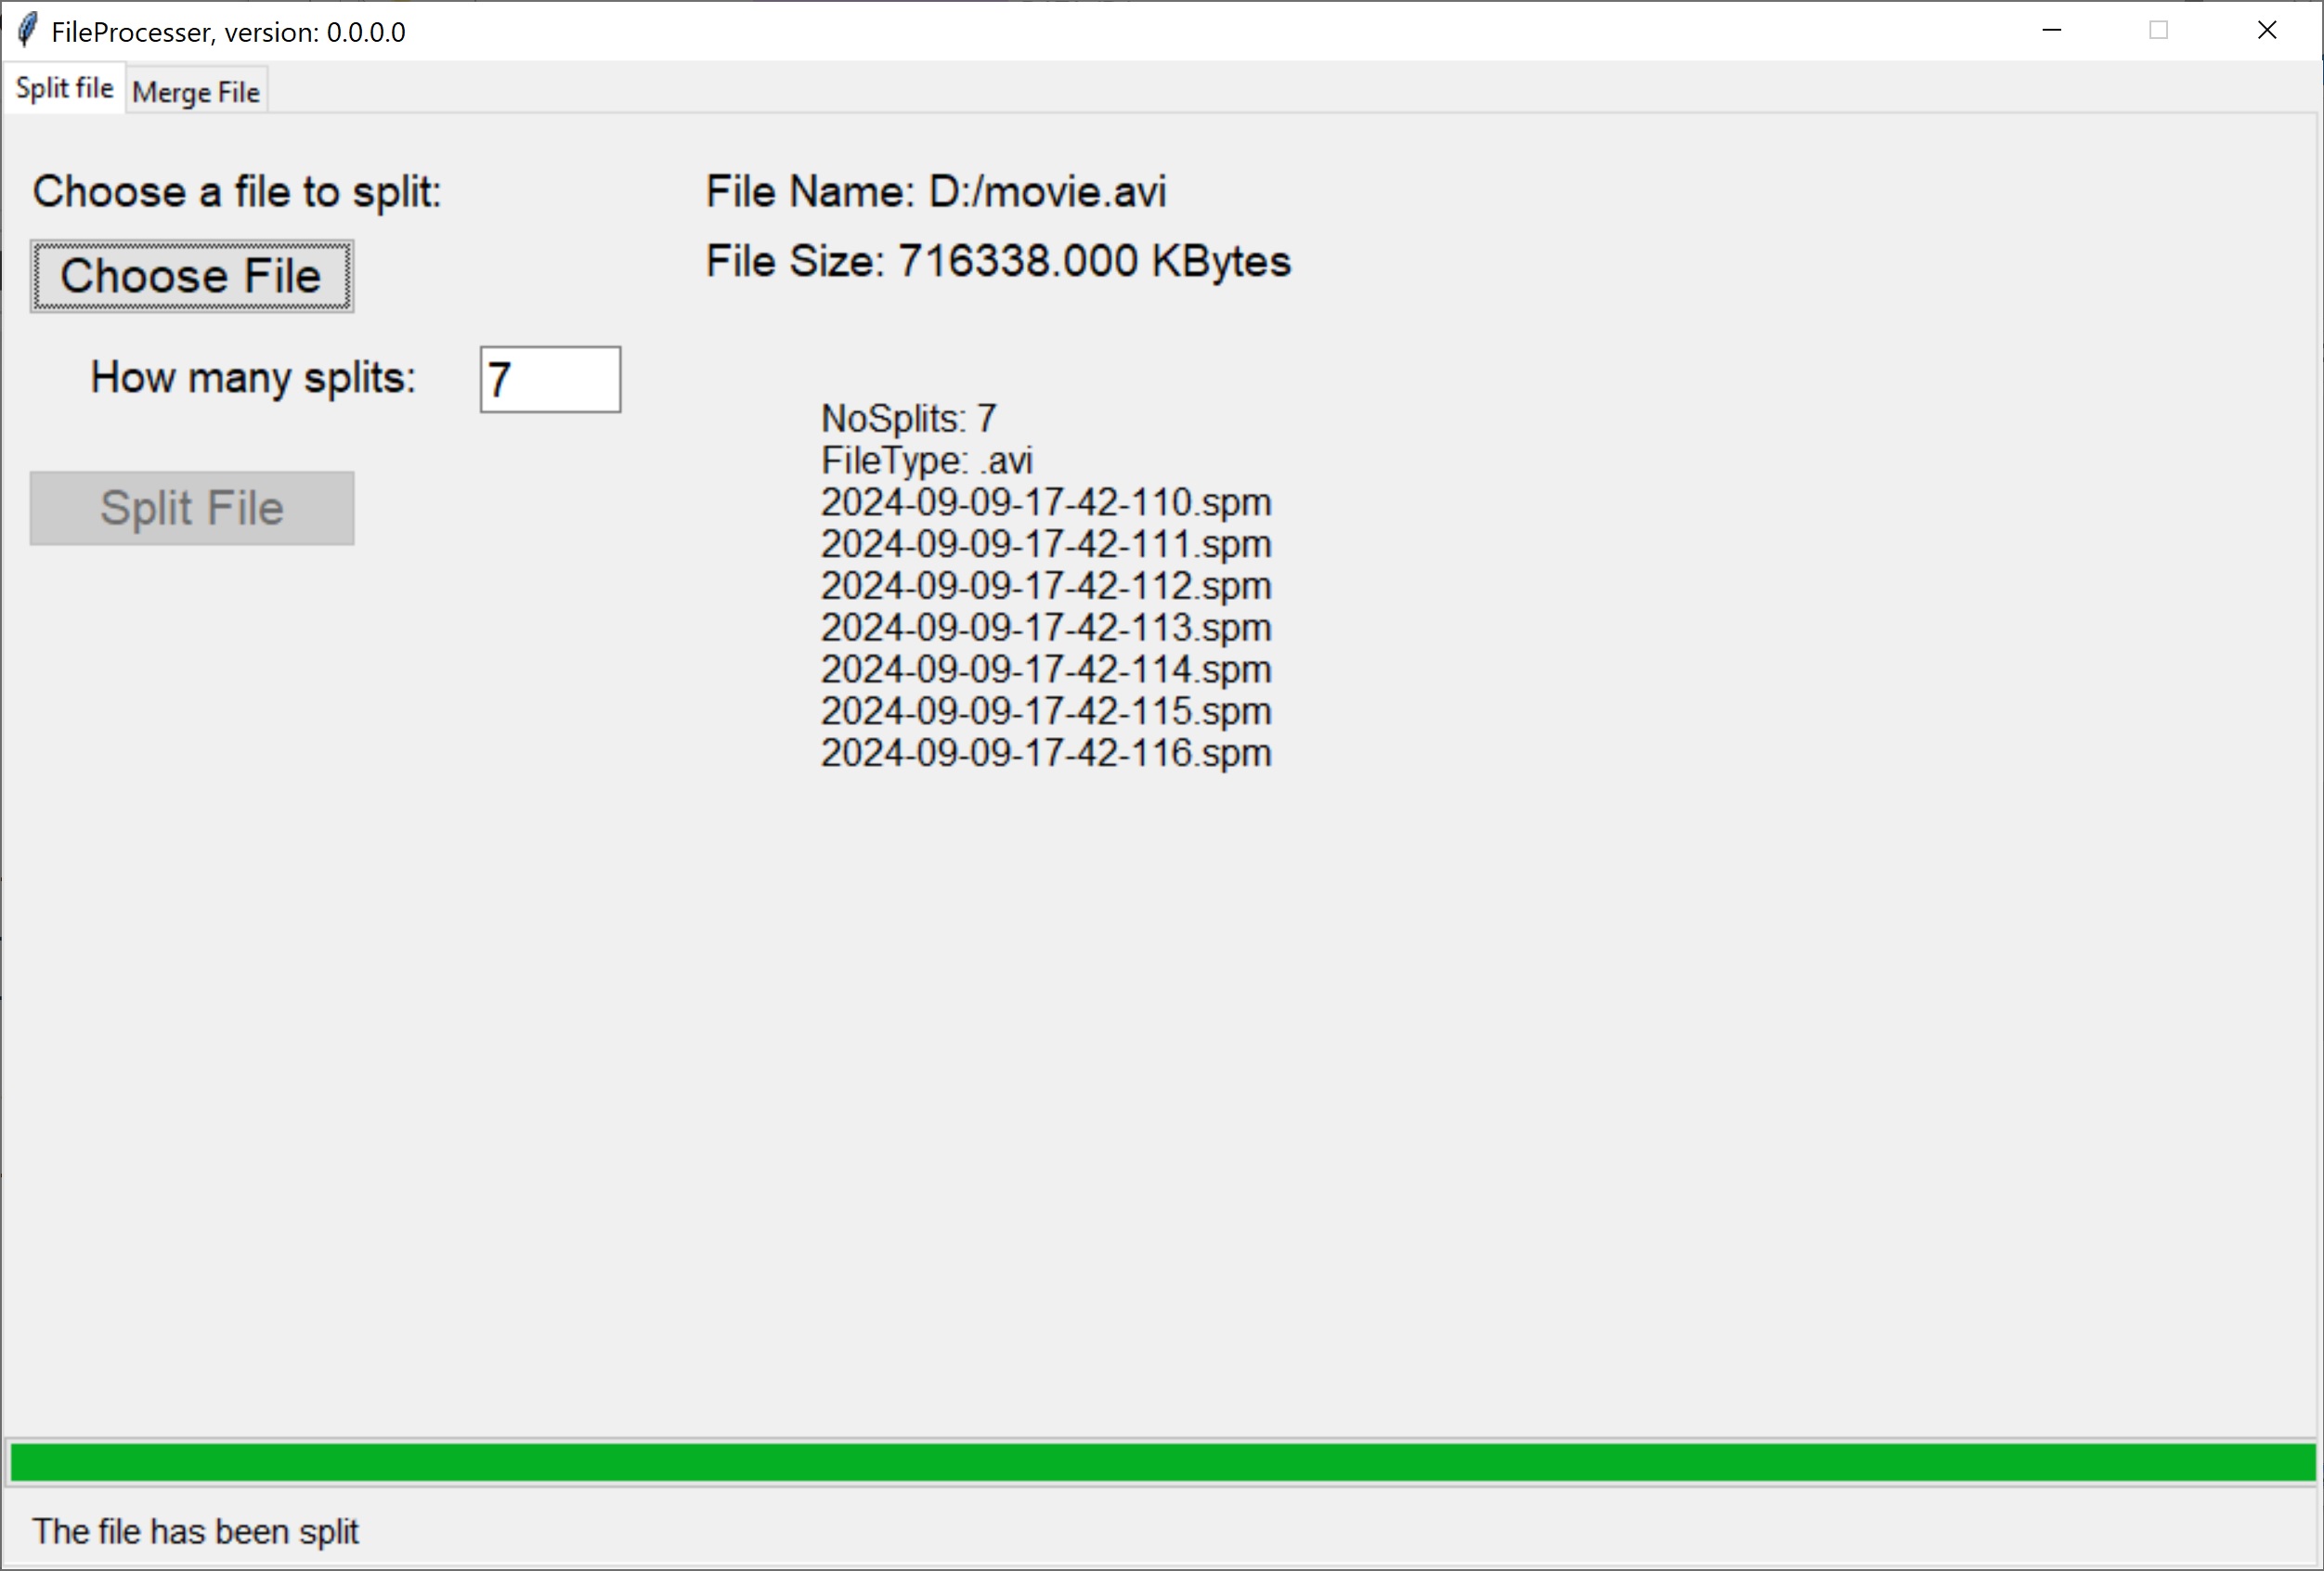 FileProcesser, version: 0.0.0.0
Split file
Merge File
Choose a file to split:
Choose File
How many splits:
7
Split File
File Name: D:/movie.avi
File Size: 716338.000 KBytes
NoSplits: 7
FileType: .avi
2024-09-09-17-42-110.spm
2024-09-09-17-42-111.spm
2024-09-09-17-42-112.spm
2024-09-09-17-42-113.spm
2024-09-09-17-42-114.spm
2024-09-09-17-42-115.spm
2024-09-09-17-42-116.spm
The file has been split